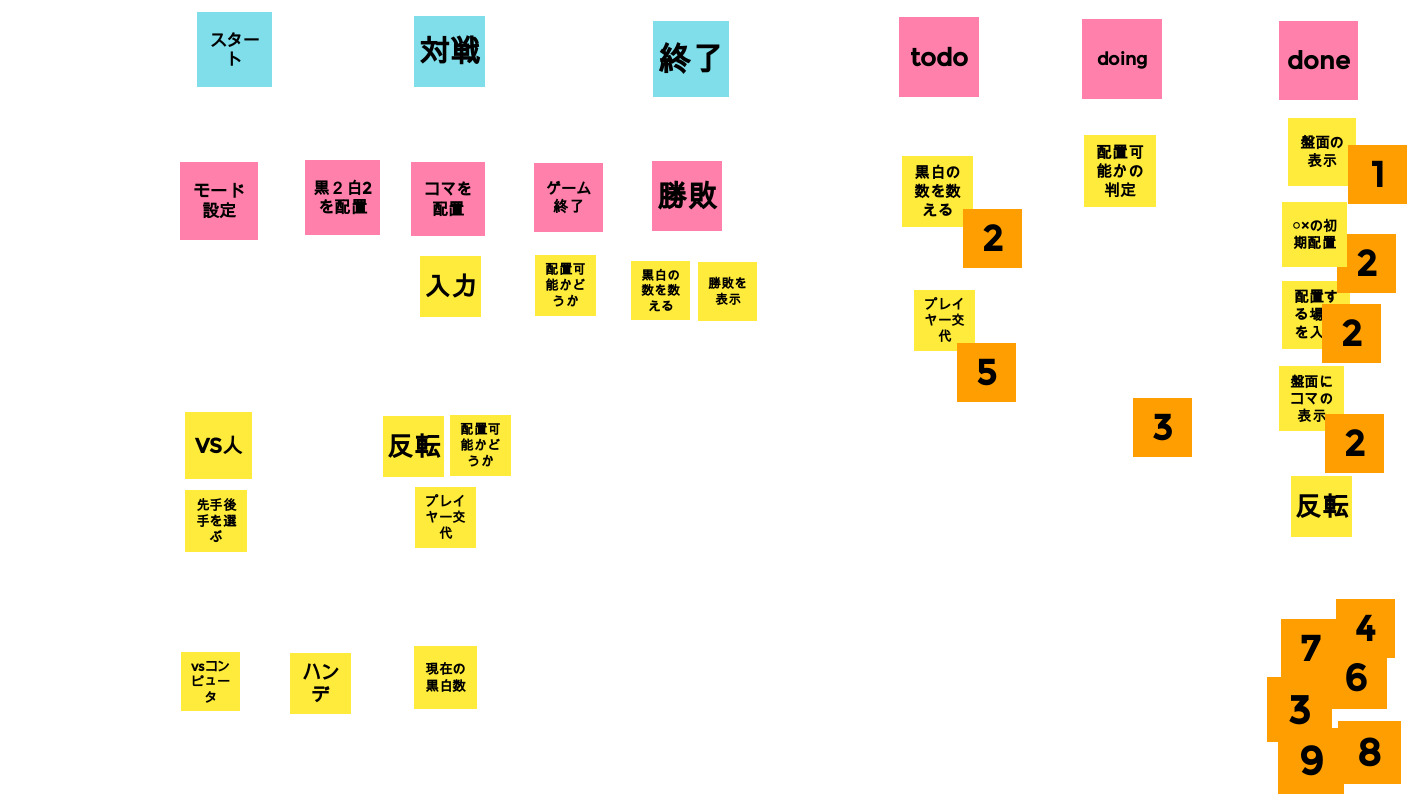 スター
ト
対戦
終了
todo
doing
done
モード
設定
黒２白2
を配置
コマを
配置
ゲーム
終了
勝敗
入力
配置可
能かど
うか
黒白の
数を数
える
勝敗を
表示
VS人
先手後
手を選
ぶ
反転
配置可
能かど
うか
プレイ
ヤー交
代
vsコン
ピュー
タ
ハン
デ
現在の
黒白数
黒白の
数を数
える
2
プレイ
ヤー交
代
5
配置可
能かの
判定
3
盤面の
表示
1
○×の初
期配置
2
配置す
る場
を入
2
盤面に
コマの
表示
2
反転
4
7
6
3
8
9